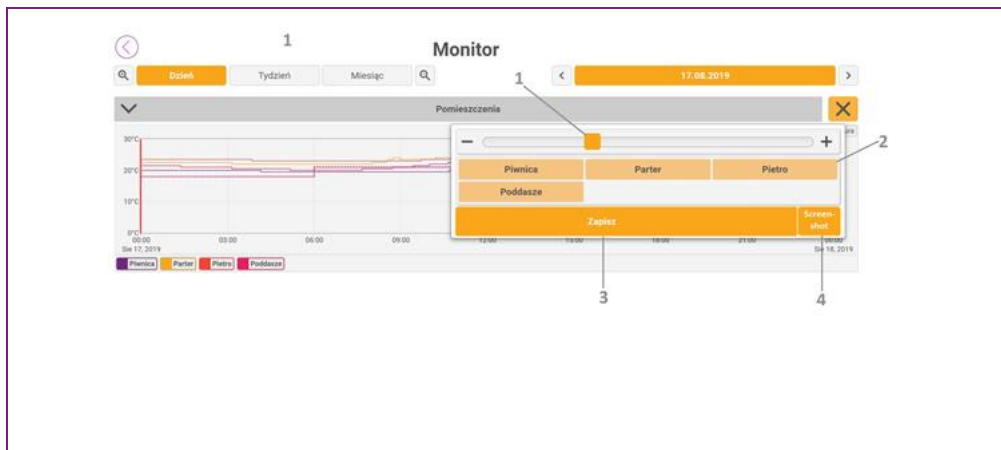 1
Monitor
Dzień Tydzień Miesiąc 17.08.2019
1
Pomieszczenia
30°C
20°C
10°C
0°C
2
Piwnica Parter Pietro
Poddasze
Zapisz Screen-
shot
00:00 03:00 06:00 09:00 12:00 15:00 18:00 21:00 00:00
Sie 17, 2019 Sie 18, 2019
Piwnica Parter Pietro Poddasze
3 4